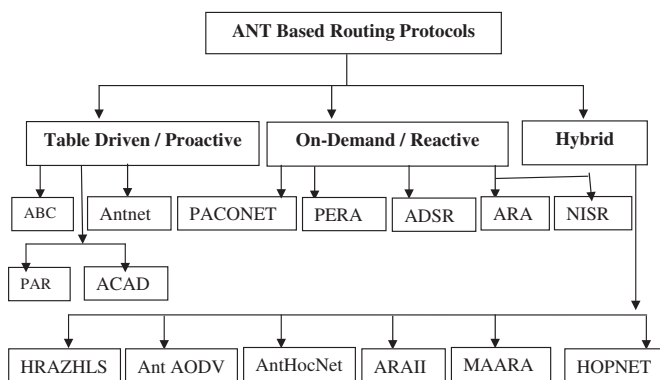 ANT Based Routing Protocols
Table Driven / Proactive
On-Demand / Reactive
Hybrid
ABC
Antnet
PACONET
PERA
ADSR
ARA
NISR
PAR
ACAD
HRAZHLS
Ant AODV
AntHocNet
ARAII
MAARA
HOPNET